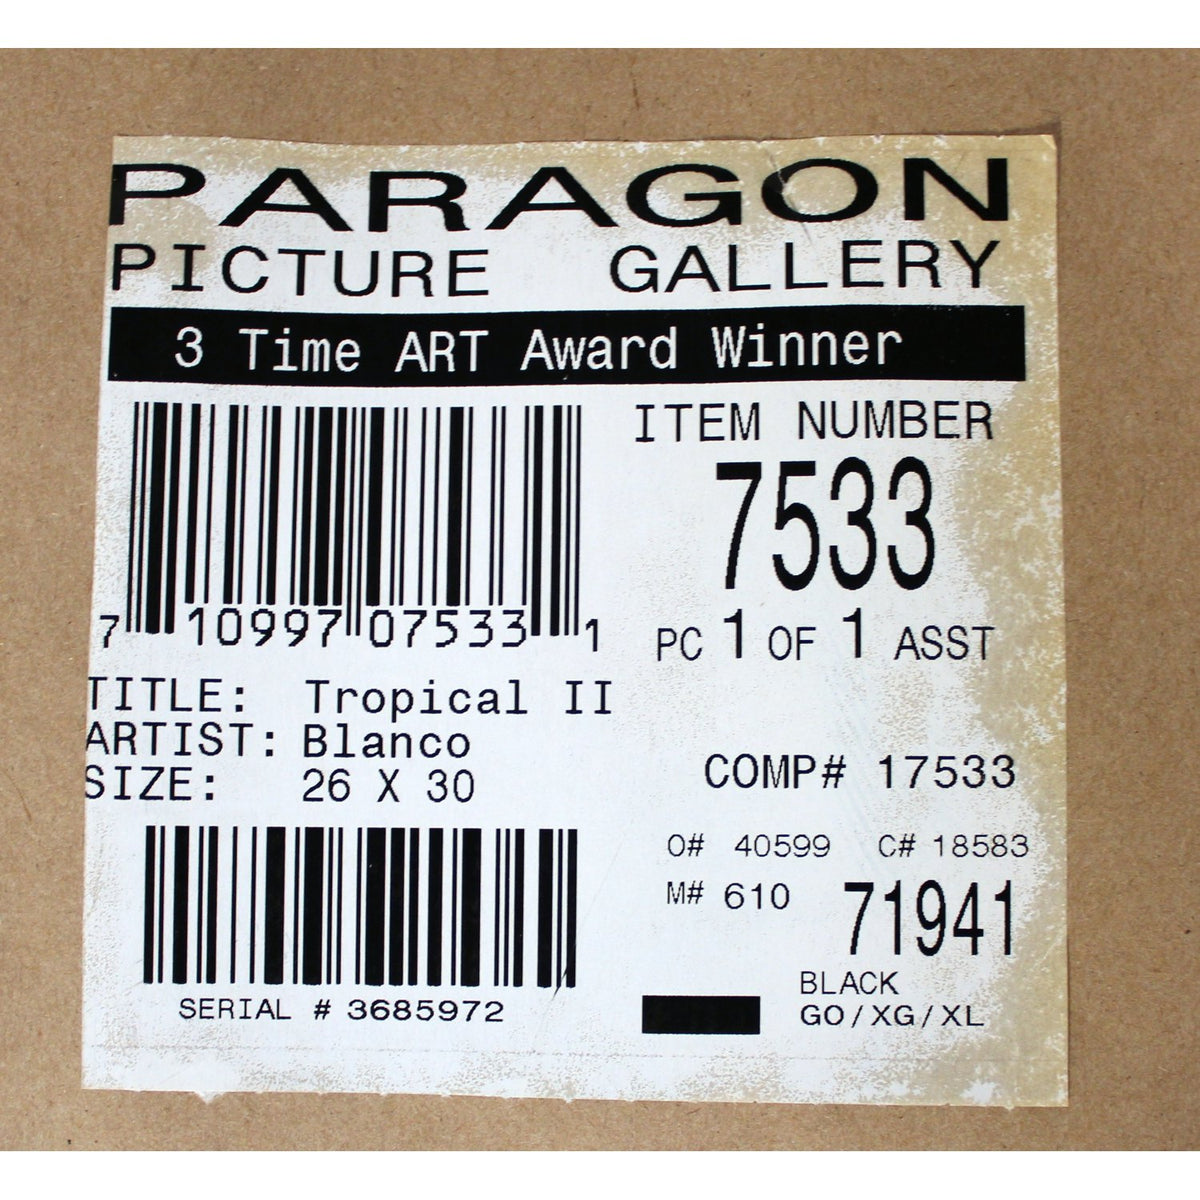 PARAGON
PICTURE GALLERY
3 Time ART Award Winner
ITEM NUMBER
7533
7 10997 07533 1
PC 1 OF 1 ASST
TITLE: Tropical II
ARTIST: Blanco
SIZE: 26 X 30
COMP# 17533
O# 40599 C# 18583
M# 610 71941
BLACK
GO/XG/XL
SERIAL # 3685972